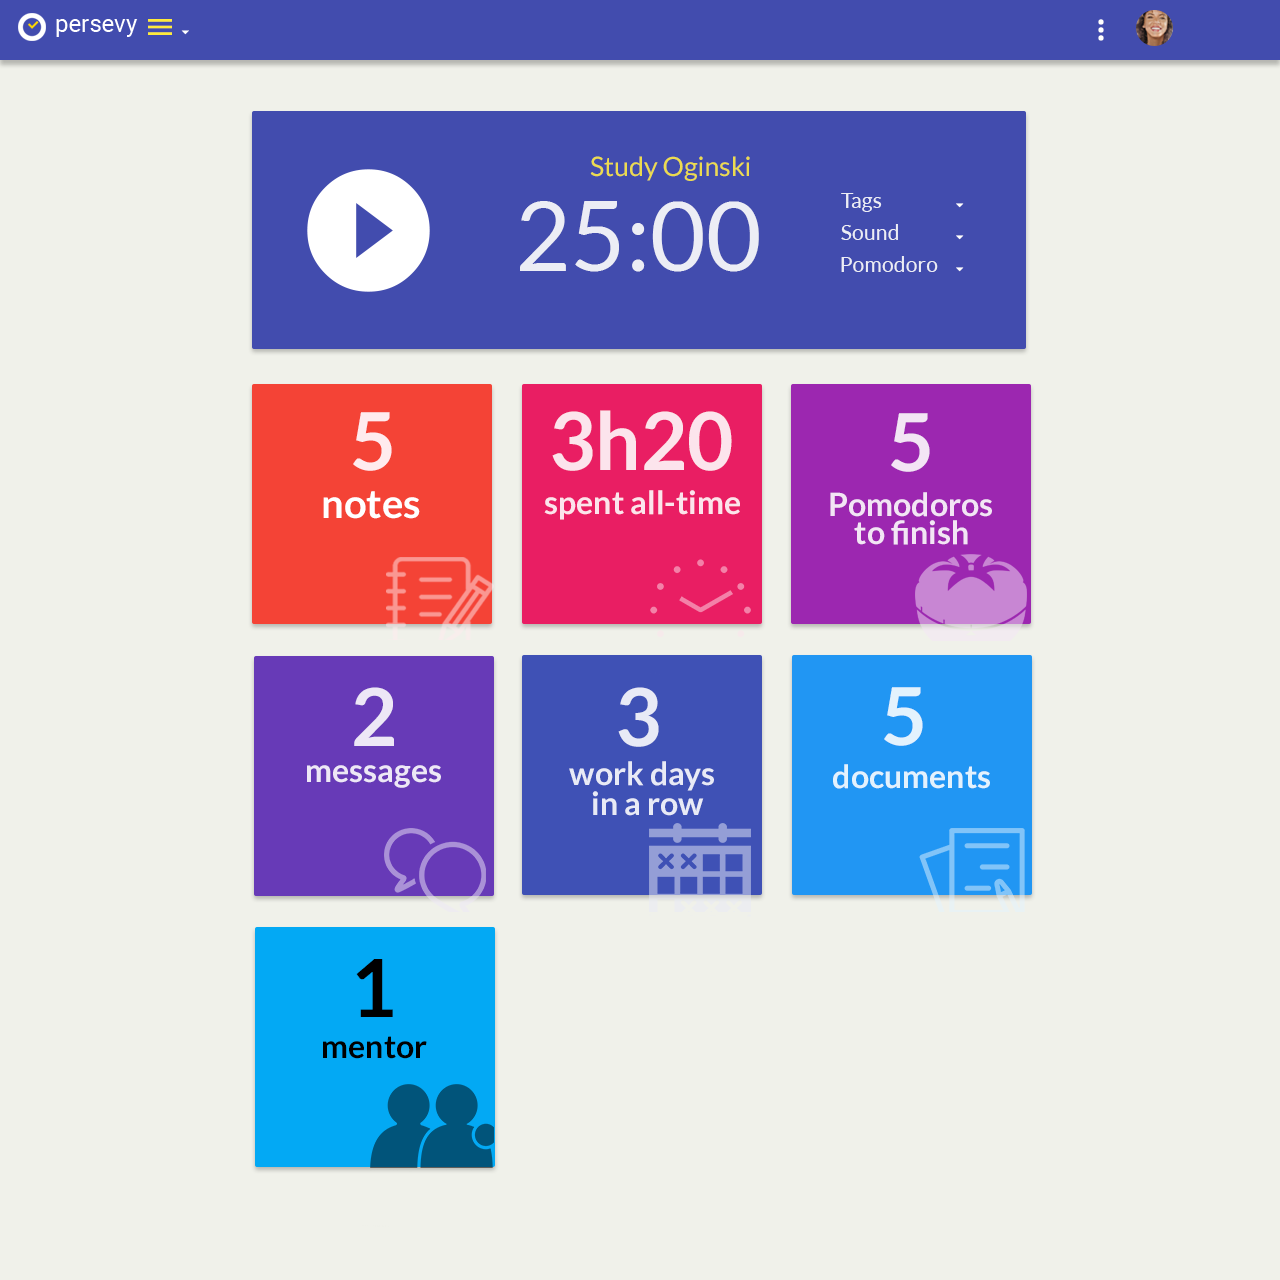 persevy
Study Oginski
25:00
Tags
Sound
Pomodoro
5
notes
3h20
spent all-time
5
Pomodoros
to finish
2
messages
3
work days
in a row
5
documents
1
mentor